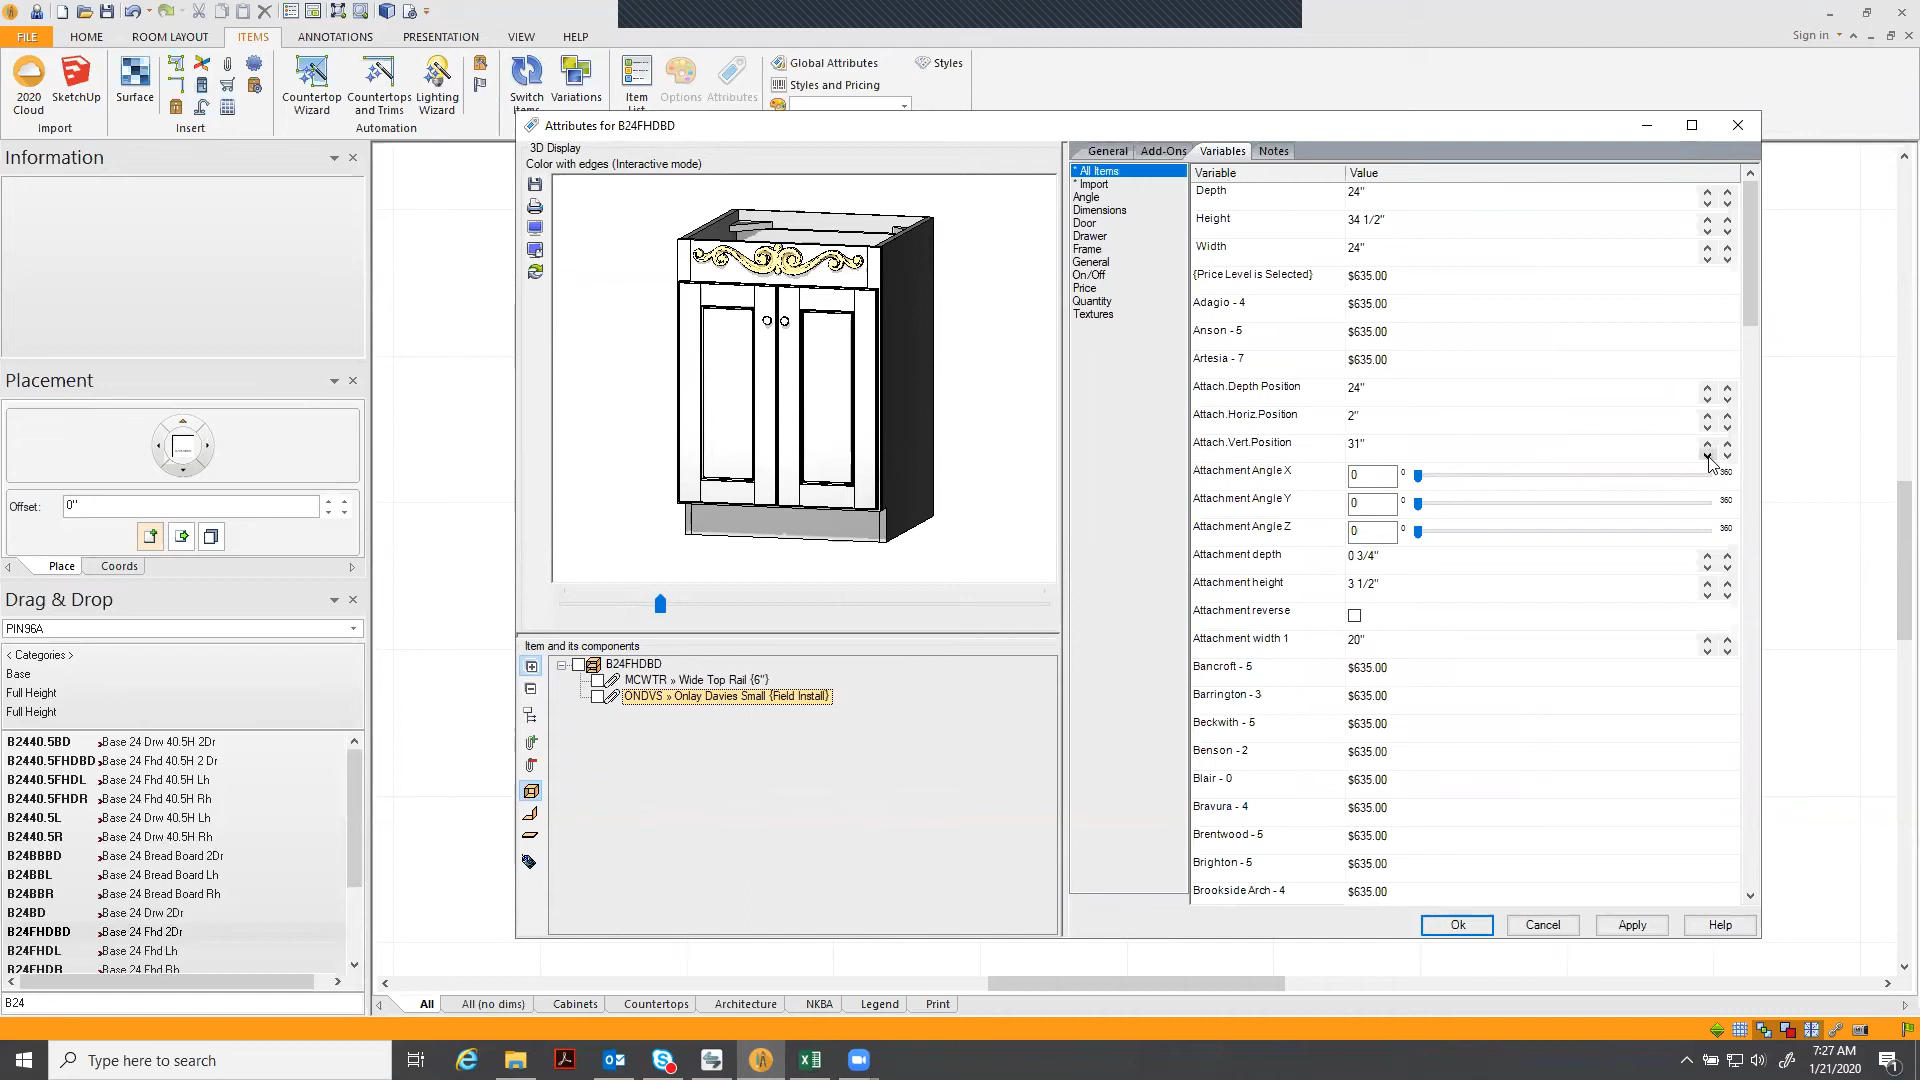 FILE HOME ROOM LAYOUT ITEMS ANNOTATIONS PRESENTATION VIEW HELP
Sign in
2020 Cloud
SketchUp
Import
Surface
Insert
Countertop Wizard
Countertops and Trims
Lighting Wizard
Automation
Switch Items
Variations
Item List
Options
Attributes
Global Attributes
Styles and Pricing
Styles
Information
Placement
Offset:
0"
Place
Coords
Drag & Drop
PIN96A
< Categories >
Base
Full Height
Full Height
B2440.5BD Base 24 Drw 40.5H 2Dr
B2440.5FHDBD Base 24 Fhd 40.5H 2 Dr
B2440.5FHDL Base 24 Fhd 40.5H Lh
B2440.5FHDR Base 24 Fhd 40.5H Rh
B2440.5L Base 24 Drw 40.5H Lh
B2440.5R Base 24 Drw 40.5H Rh
B24BBBD Base 24 Bread Board 2Dr
B24BBL Base 24 Bread Board Lh
B24BBR Base 24 Bread Board Rh
B24BD Base 24 Drw 2Dr
B24FHDBD Base 24 Fhd 2Dr
B24FHDL Base 24 Fhd Lh
B24FHDR Base 24 Fhd Rh
B24
Attributes for B24FHDBD
3D Display
Color with edges (Interactive mode)
Item and its components
B24FHDBD
MCWTR » Wide Top Rail {6"}
ONDVS » Onlay Davies Small {Field Install}
General Add-Ons Variables Notes
* All Items
* Import
Angle
Dimensions
Door
Drawer
Frame
General
On/Off
Price
Quantity
Textures
Variable Value
Depth 24"
Height 34 1/2"
Width 24"
{Price Level is Selected} $635.00
Adagio - 4 $635.00
Anson - 5 $635.00
Artesia - 7 $635.00
Attach.Depth Position 24"
Attach.Horiz.Position 2"
Attach.Vert.Position 31"
Attachment Angle X 0 0 360
Attachment Angle Y 0 0 360
Attachment Angle Z 0 0 360
Attachment depth 0 3/4"
Attachment height 3 1/2"
Attachment reverse
Attachment width 1 20"
Bancroft - 5 $635.00
Barrington - 3 $635.00
Beckwith - 5 $635.00
Benson - 2 $635.00
Blair - 0 $635.00
Bravura - 4 $635.00
Brentwood - 5 $635.00
Brighton - 5 $635.00
Brookside Arch - 4 $635.00
Ok Cancel Apply Help
All All (no dims) Cabinets Countertops Architecture NKBA Legend Print
Type here to search
7:27 AM
1/21/2020
1